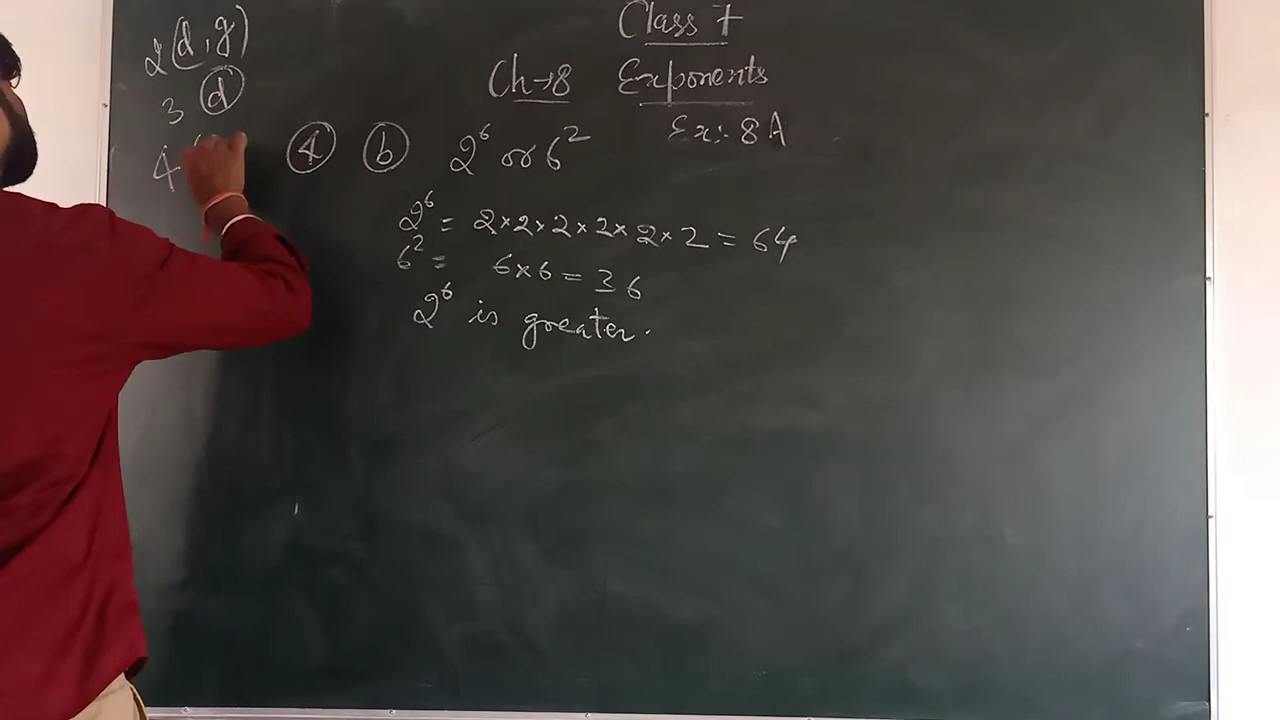 Class 7
Ch→8 Exponents
Ex:- 8A
2 (d, g)
3 (d)
4
(4) (b) 2⁶ or 6²
2⁶ = 2×2×2×2×2×2 = 64
6² = 6×6 = 36
2⁶ is greater.